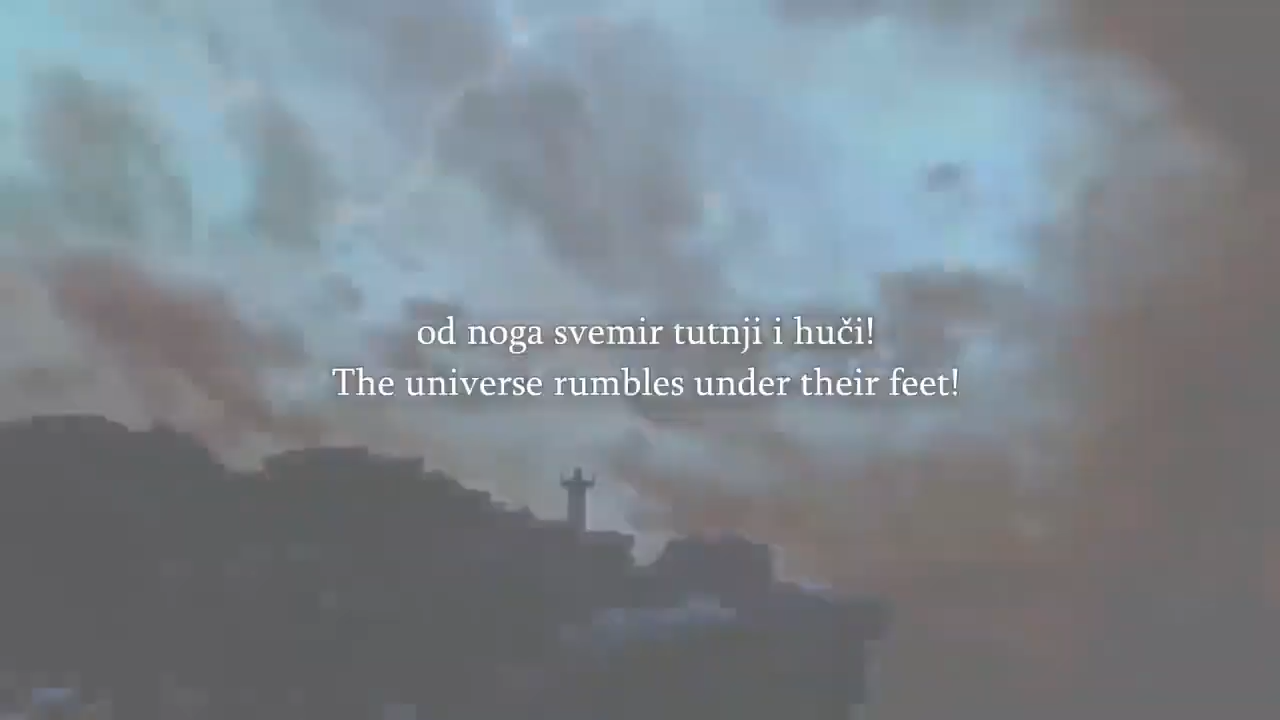 od noga svemir tutnji i huči!
The universe rumbles under their feet!